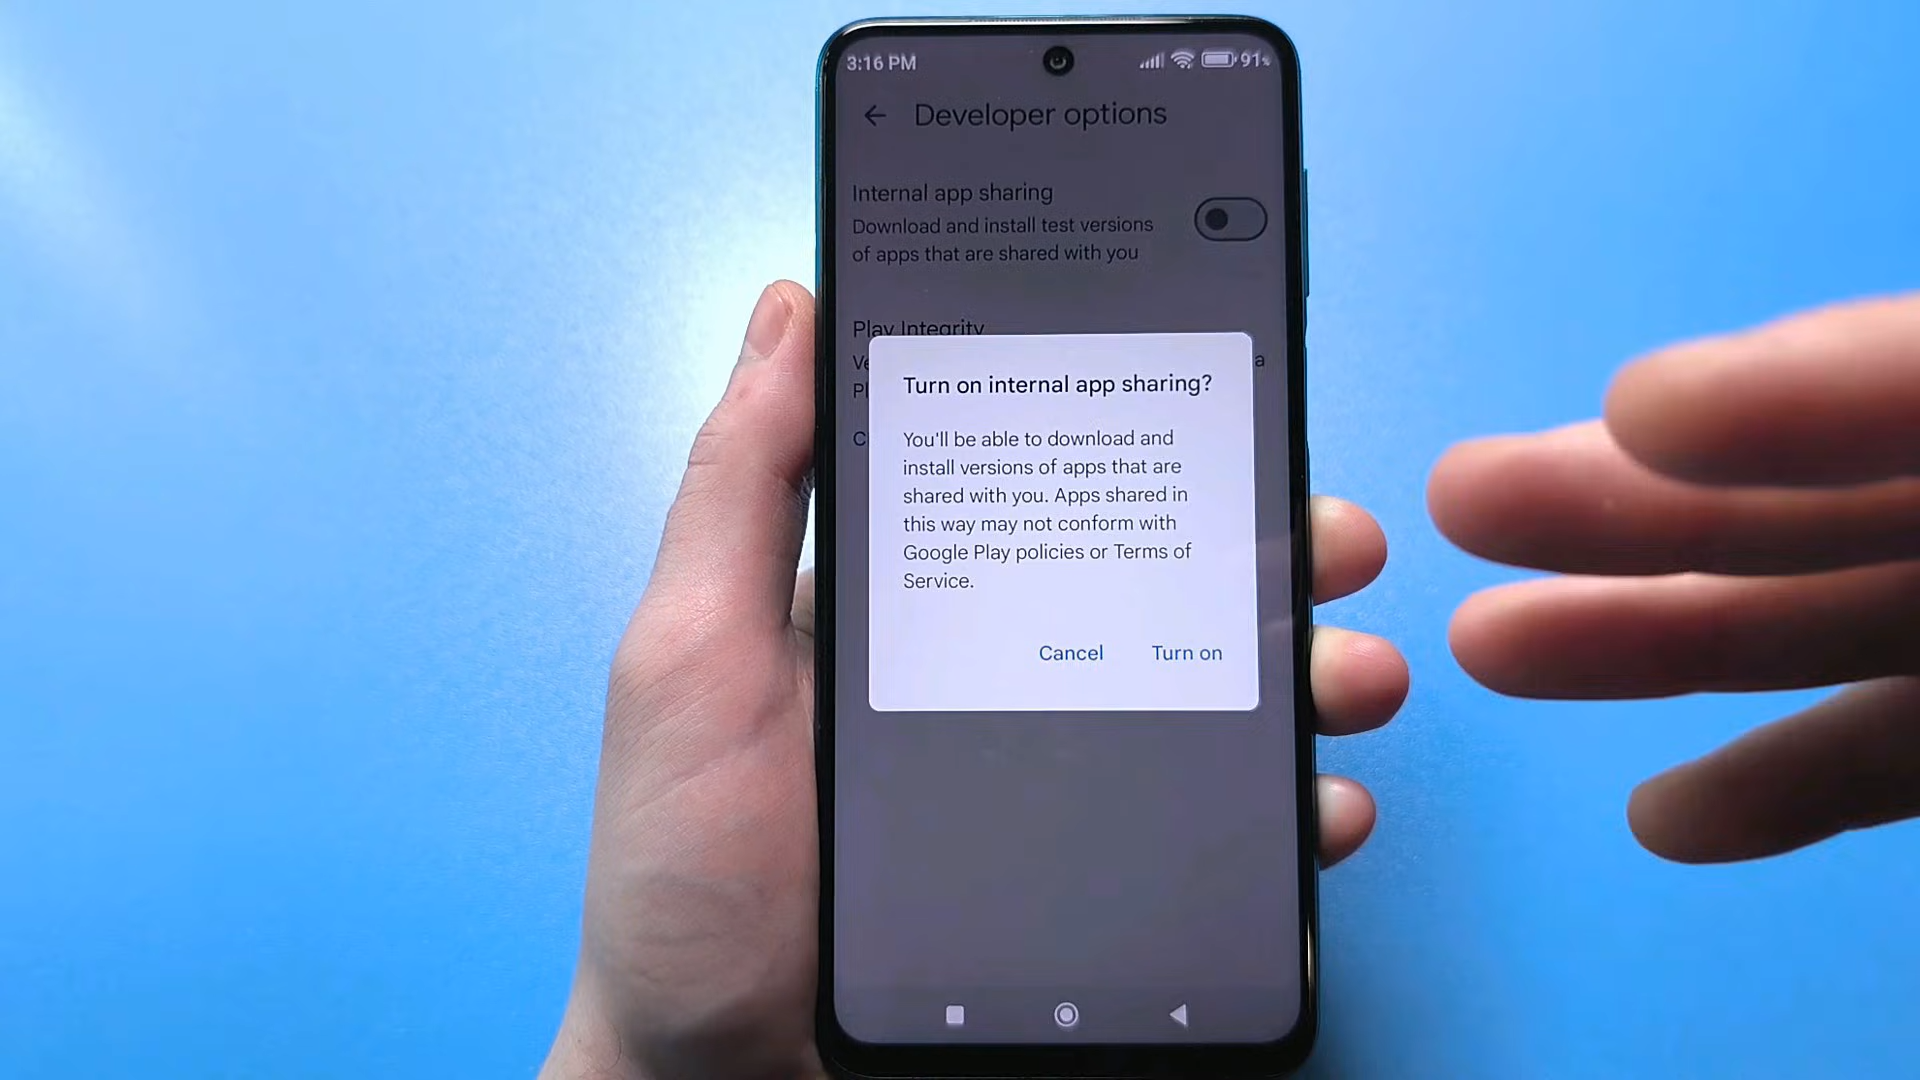 3:16 PM
91%
Developer options
Internal app sharing
Download and install test versions
of apps that are shared with you
Play Integrity
a
Turn on internal app sharing?
You'll be able to download and
install versions of apps that are
shared with you. Apps shared in
this way may not conform with
Google Play policies or Terms of
Service.
Cancel
Turn on